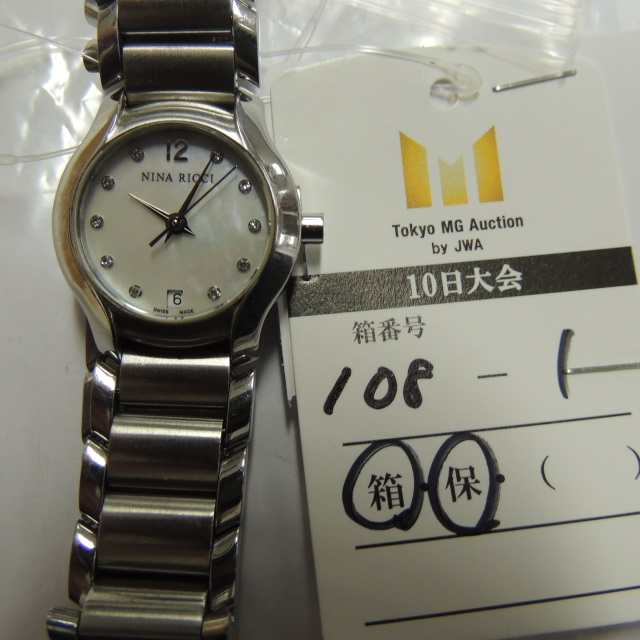 12
NINA RICCI
6
SWISS MADE
Tokyo MG Auction
by JWA
10日大会
箱番号
108 - 1
箱・保 ( )